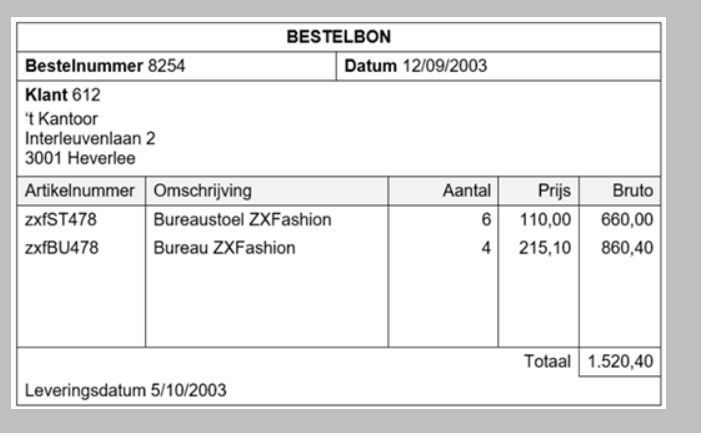 BESTELBON
Bestelnummer 8254 Datum 12/09/2003
Klant 612
't Kantoor
Interleuvenlaan 2
3001 Heverlee
Artikelnummer Omschrijving Aantal Prijs Bruto
zxfST478 Bureaustoel ZXFashion 6 110,00 660,00
zxfBU478 Bureau ZXFashion 4 215,10 860,40
Totaal 1.520,40
Leveringsdatum 5/10/2003